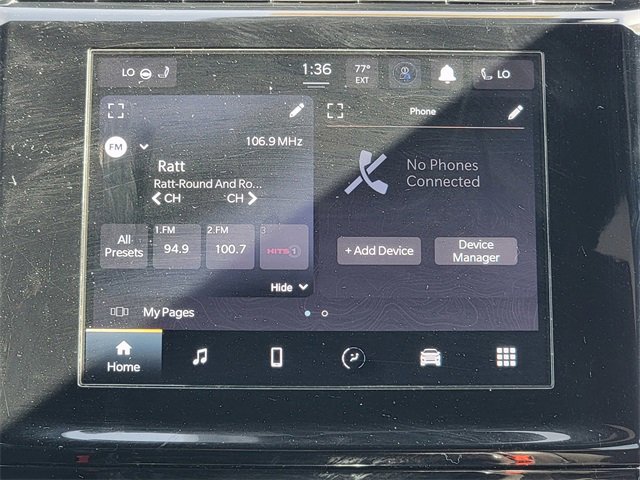 LO
1:36
77°
EXT
LO
FM
106.9 MHz
Ratt
Ratt-Round And Ro...
CH
CH
All
Presets
1.FM
94.9
2.FM
100.7
3
HITS 1
Hide
Phone
No Phones
Connected
+ Add Device
Device
Manager
My Pages
Home